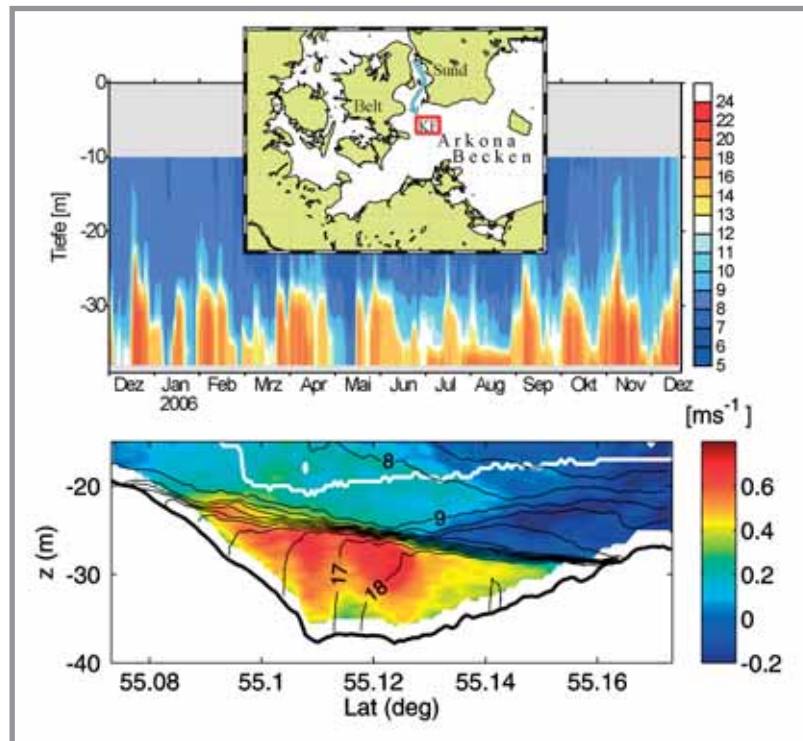 Sund
Belt
KF
Arkona
Becken
Tiefe [m]
0
-10
-20
-30
24
22
20
18
16
14
13
12
11
10
9
8
7
6
5
Dez Jan Feb Mrz Apr Mai Jun Jul Aug Sep Okt Nov Dez
2006
[ms⁻¹]
z (m)
-20
-30
-40
8
9
17
18
0.6
0.4
0.2
0
-0.2
55.08 55.1 55.12 55.14 55.16
Lat (deg)